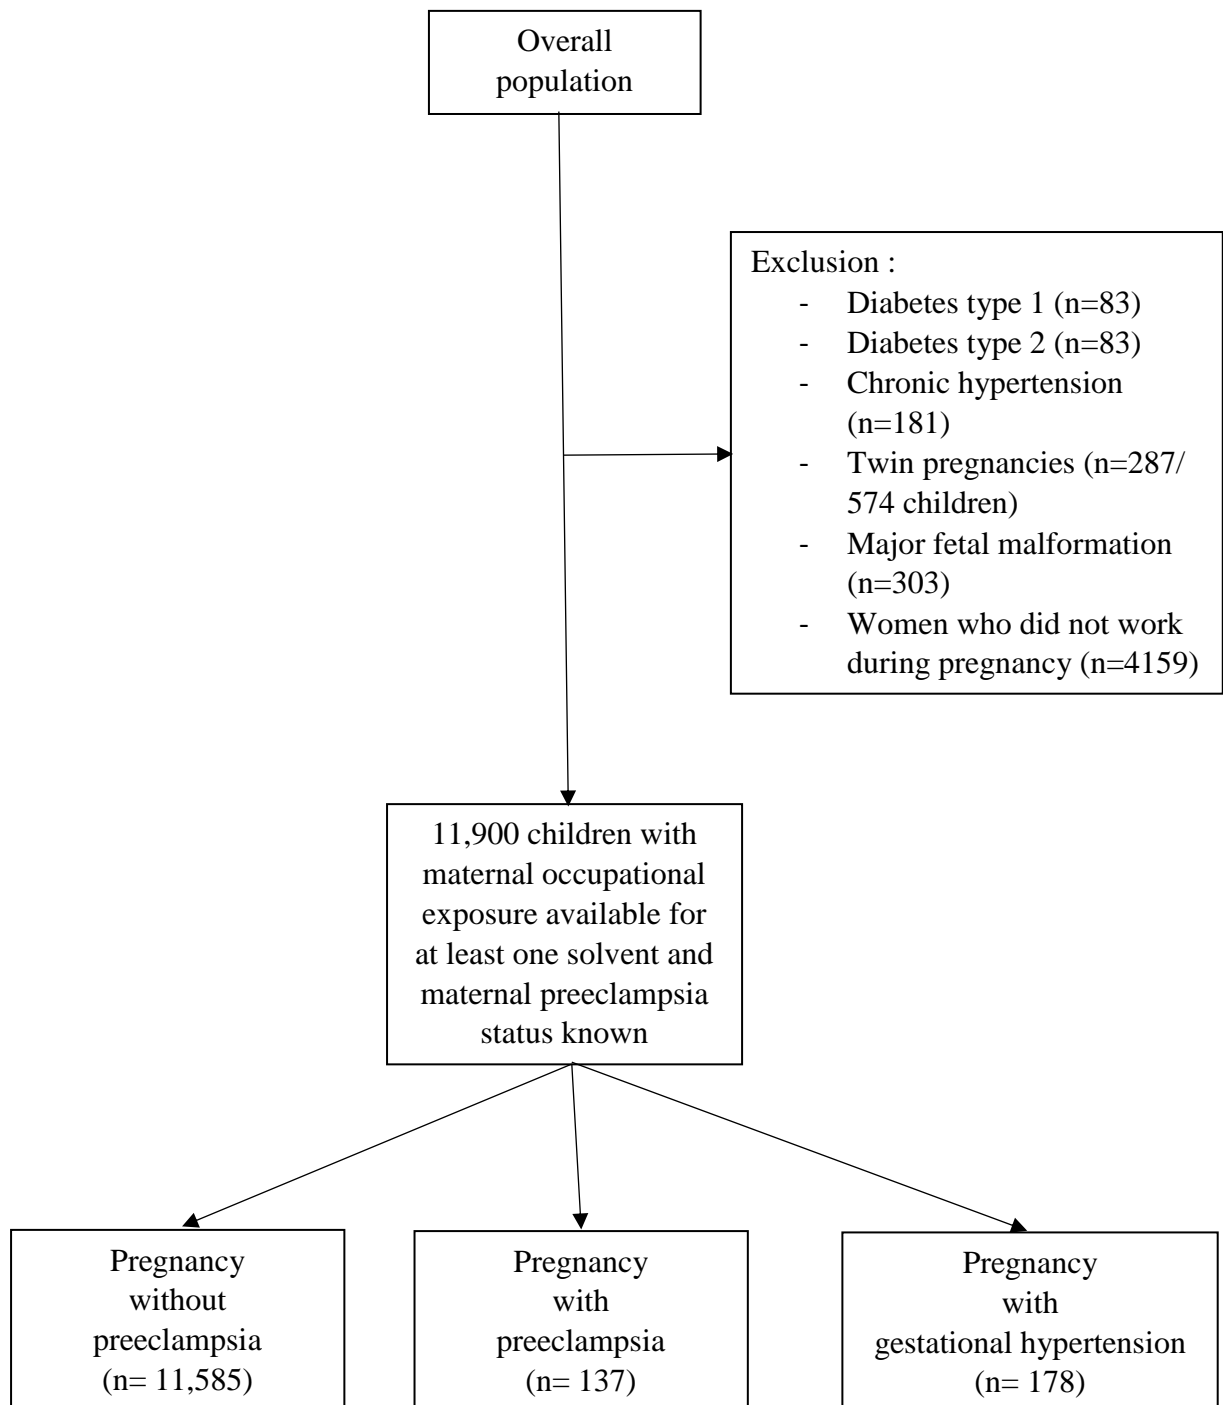 Overall
population
Exclusion :
- Diabetes type 1 (n=83)
- Diabetes type 2 (n=83)
- Chronic hypertension
(n=181)
- Twin pregnancies (n=287/
574 children)
- Major fetal malformation
(n=303)
- Women who did not work
during pregnancy (n=4159)
11,900 children with
maternal occupational
exposure available for
at least one solvent and
maternal preeclampsia
status known
Pregnancy
without
preeclampsia
(n= 11,585)
Pregnancy
with
preeclampsia
(n= 137)
Pregnancy
with
gestational hypertension
(n= 178)